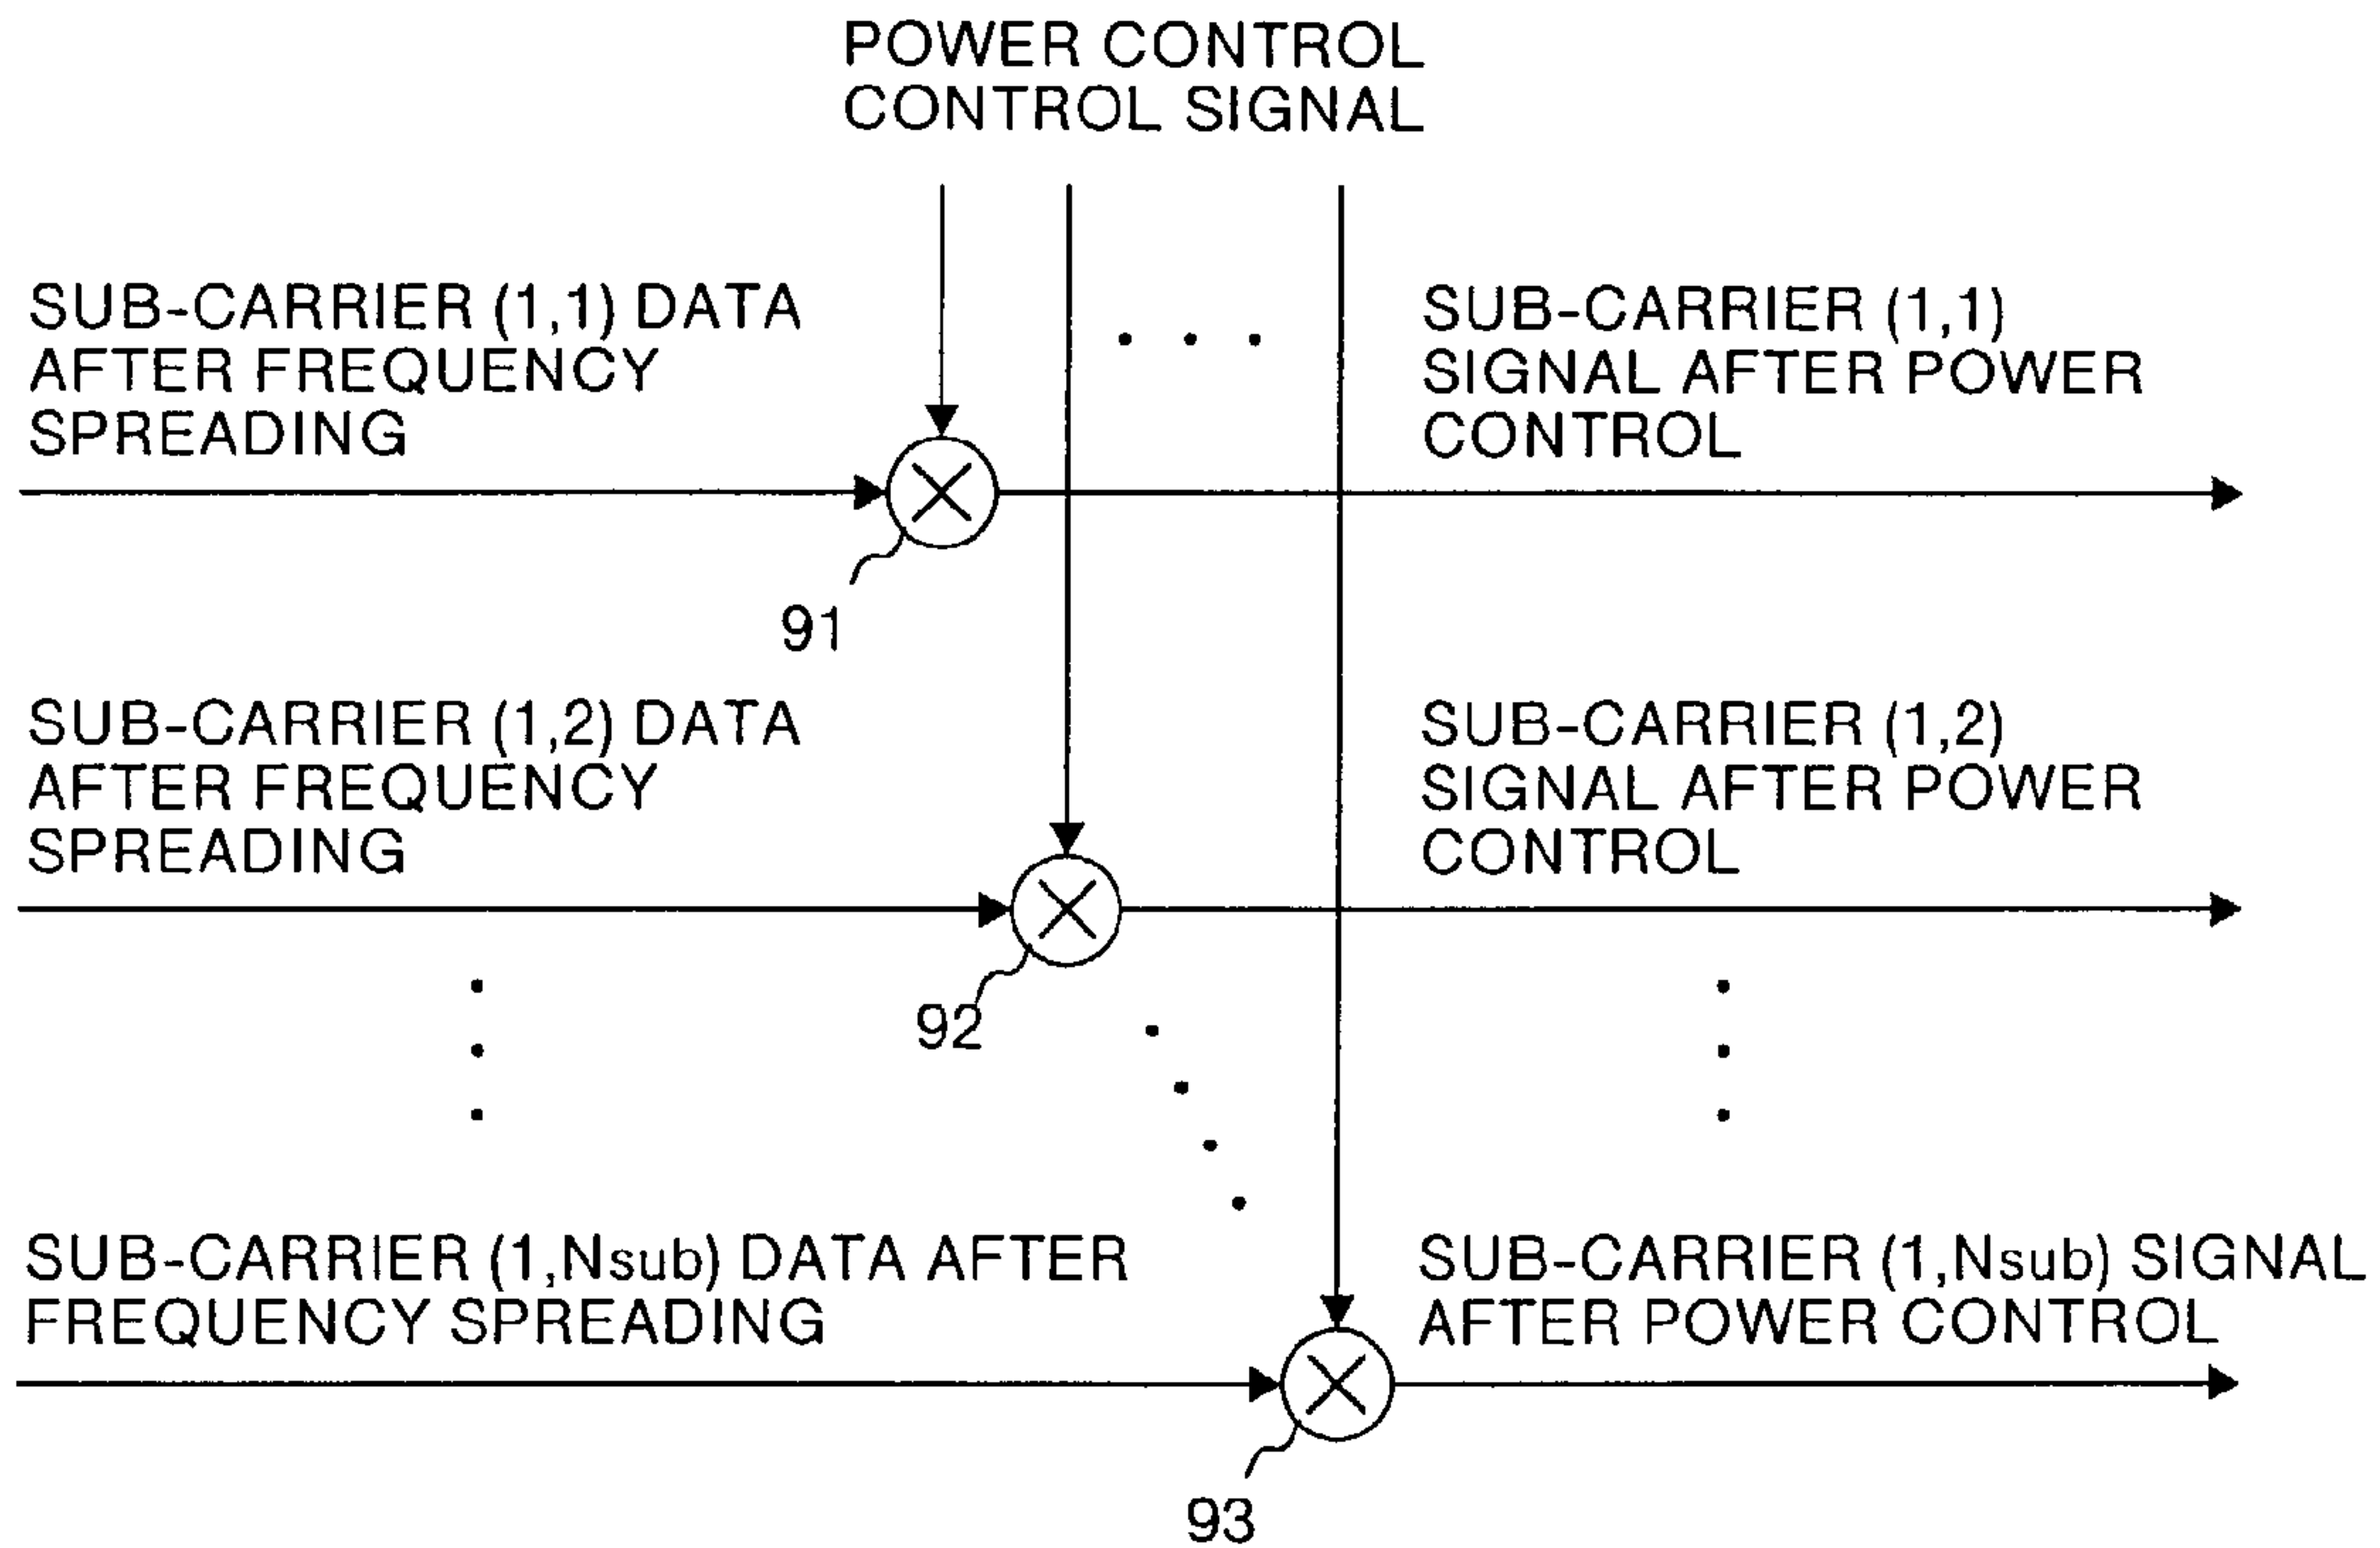 POWER CONTROL
CONTROL SIGNAL
SUB-CARRIER (1,1) DATA
AFTER FREQUENCY
SPREADING
SUB-CARRIER (1,1)
SIGNAL AFTER POWER
CONTROL
91
SUB-CARRIER (1,2) DATA
AFTER FREQUENCY
SPREADING
SUB-CARRIER (1,2)
SIGNAL AFTER POWER
CONTROL
92
SUB-CARRIER (1,Nsub) DATA AFTER
FREQUENCY SPREADING
SUB-CARRIER (1,Nsub) SIGNAL
AFTER POWER CONTROL
93